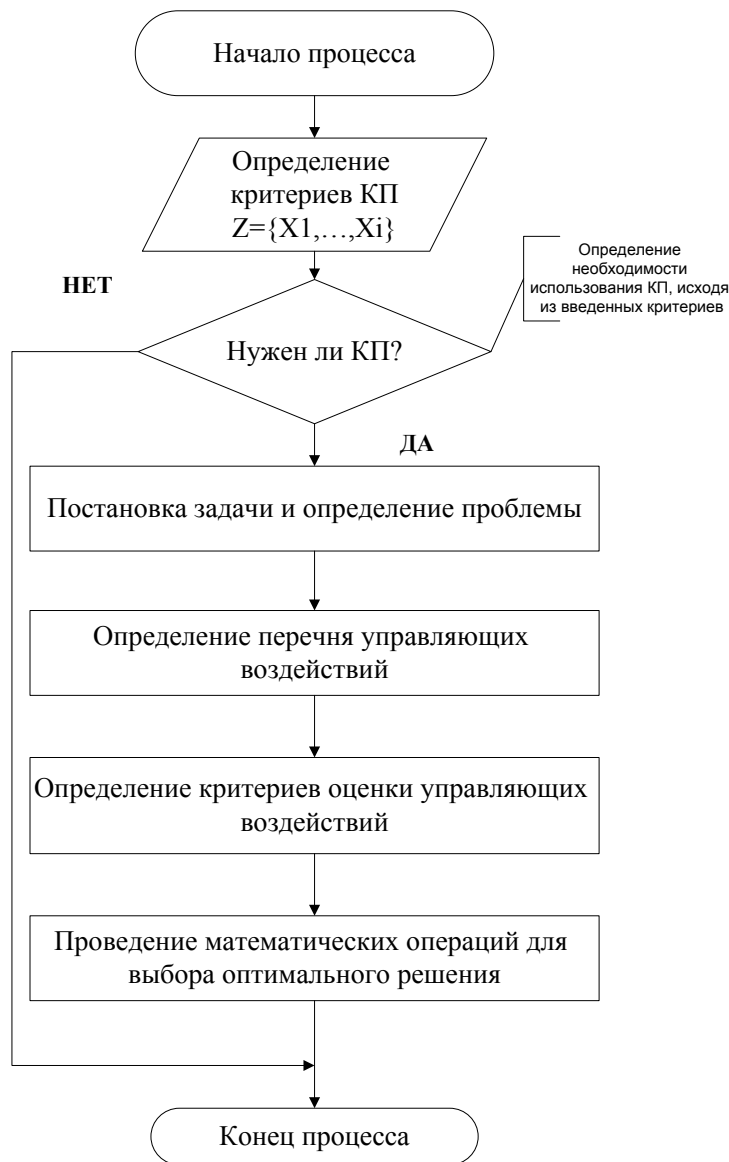 Начало процесса
Определение
критериев КП
Z={X1,…,Xi}
Определение
необходимости
использования КП, исходя
из введенных критериев
НЕТ
Нужен ли КП?
ДА
Постановка задачи и определение проблемы
Определение перечня управляющих
воздействий
Определение критериев оценки управляющих
воздействий
Проведение математических операций для
выбора оптимального решения
Конец процесса